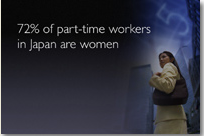 72% of part-time workers
in Japan are women